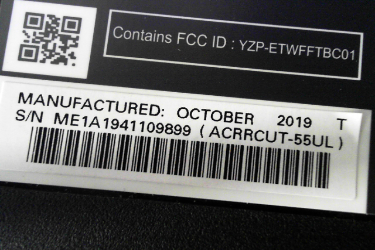 Contains FCC ID : YZP-ETWFFTBC01
MANUFACTURED: OCTOBER 2019 T
S/N ME1A1941109899 ( ACRRCUT-55UL )